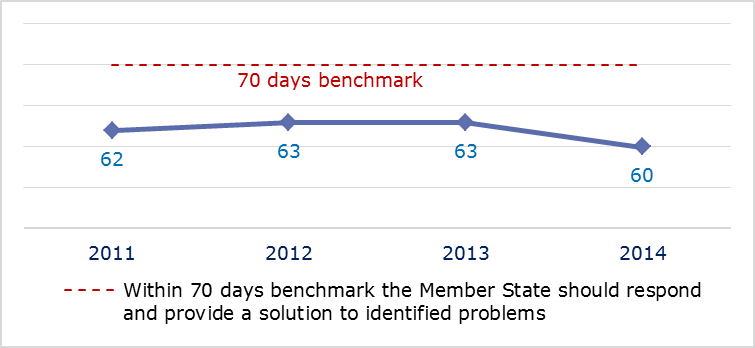 70 days benchmark
62
63
63
60
2011
2012
2013
2014
Within 70 days benchmark the Member State should respond
and provide a solution to identified problems